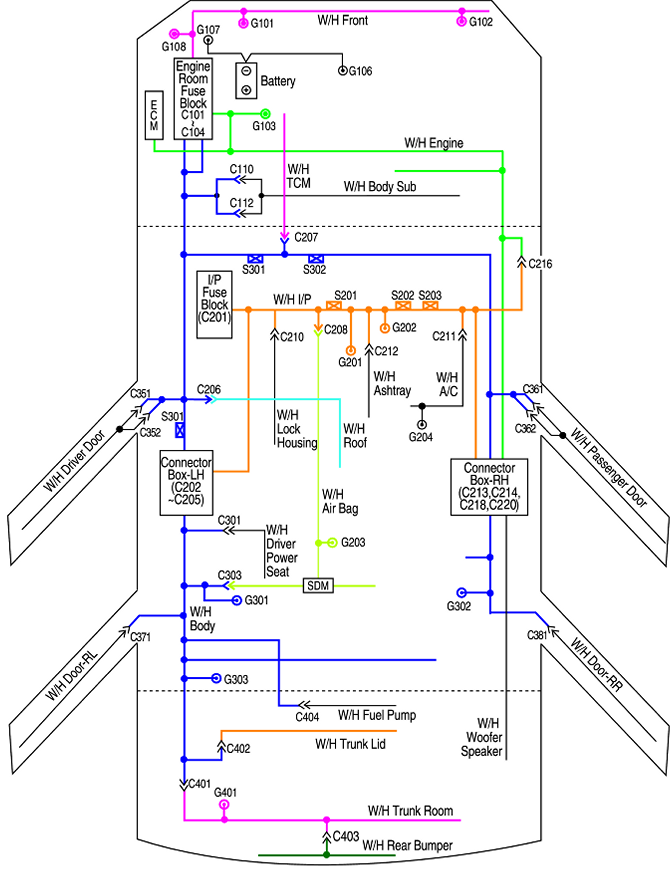 W/H Front
G101
G102
G107
G108
G106
Battery
Engine
Room
Fuse
Block
C101
~
C104
E
C
M
G103
W/H Engine
W/H
TCM
C110
C112
W/H Body Sub
C207
S301
S302
C216
I/P
Fuse
Block
(C201)
W/H I/P
S201
S202
S203
C210
C208
G202
C211
G201
C212
W/H
Ashtray
W/H
A/C
G204
C351
C352
S301
C206
C361
C362
W/H Driver Door
W/H Passenger Door
W/H
Lock
Housing
W/H
Roof
Connector
Box-LH
(C202
~C205)
Connector
Box-RH
(C213,C214,
C218,C220)
W/H
Air Bag
C301
W/H
Driver
Power
Seat
G203
C303
SDM
G301
G302
W/H
Body
C371
C381
W/H Door-RL
W/H Door-RR
G303
C404
W/H Fuel Pump
C402
W/H Trunk Lid
W/H
Woofer
Speaker
C401
G401
W/H Trunk Room
C403
W/H Rear Bumper